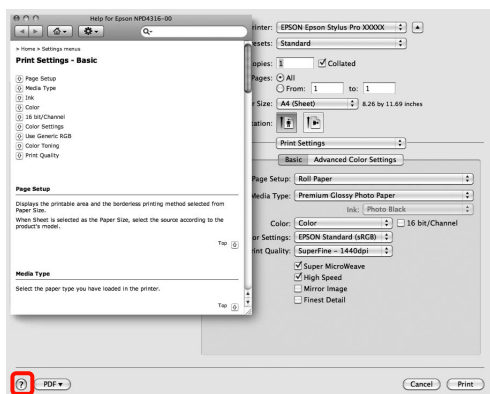 Help for Epson NPD4316-00
Q-
> Home > Settings menus
Print Settings - Basic
Page Setup
Media Type
Ink
Color
16 bit/Channel
Color Settings
Use Generic RGB
Color Toning
Print Quality
Page Setup
Displays the printable area and the borderless printing method selected from
Paper Size.
When Sheet is selected as the Paper Size, select the source according to the
product's model.
Top
Media Type
Select the paper type you have loaded in the printer.
Top
rinter: EPSON Epson Stylus Pro XXXXX
esets: Standard
opies: 1 Collated
Pages: All
From: 1 to: 1
r Size: A4 (Sheet) 8.26 by 11.69 inches
tation:
Print Settings
Basic Advanced Color Settings
Page Setup: Roll Paper
Media Type: Premium Glossy Photo Paper
Ink: Photo Black
Color: Color 16 bit/Channel
or Settings: EPSON Standard (sRGB)
int Quality: SuperFine - 1440dpi
Super MicroWeave
High Speed
Mirror Image
Finest Detail
? PDF Cancel Print